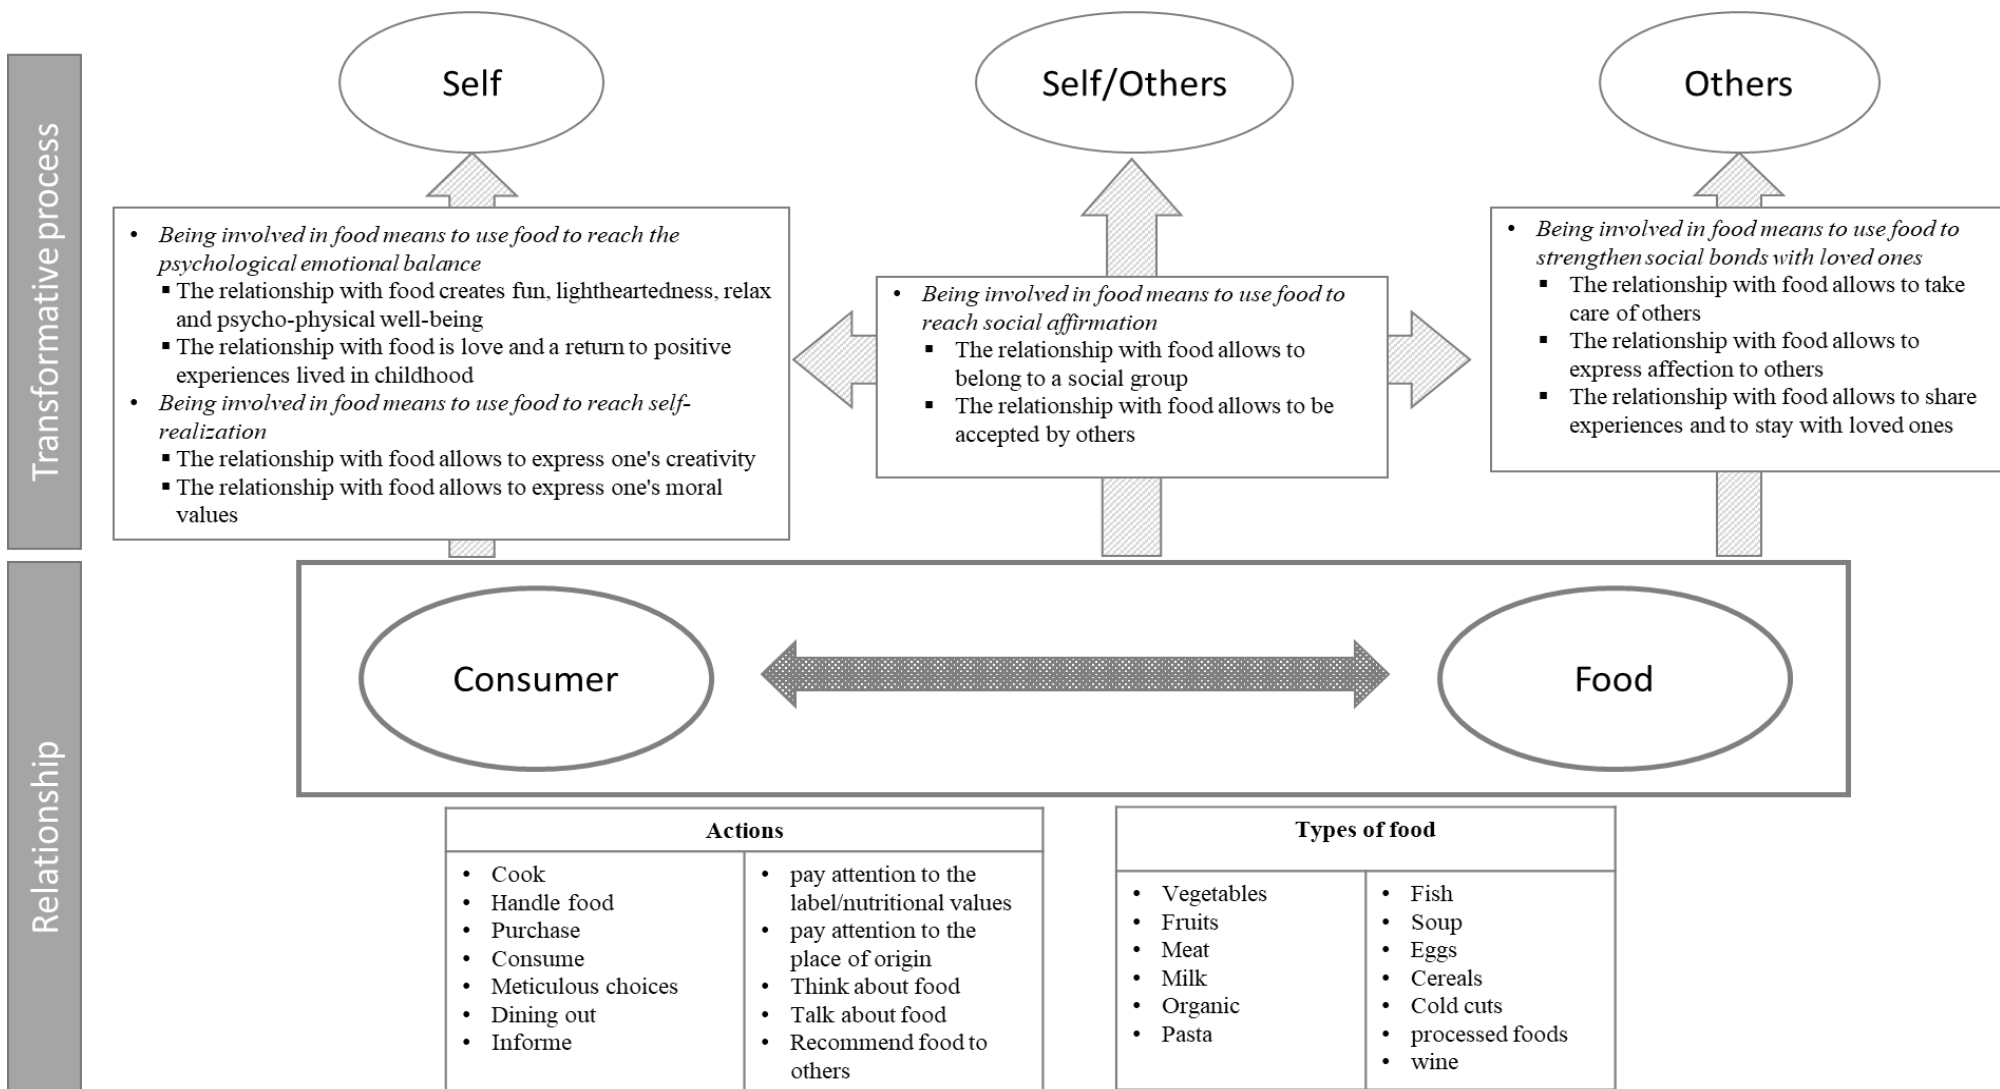 Transformative process
Self
Self/Others
Others
• Being involved in food means to use food to reach the
psychological emotional balance
▪ The relationship with food creates fun, lightheartedness, relax
and psycho-physical well-being
▪ The relationship with food is love and a return to positive
experiences lived in childhood
• Being involved in food means to use food to reach self-
realization
▪ The relationship with food allows to express one's creativity
▪ The relationship with food allows to express one's moral
values
• Being involved in food means to use food to
reach social affirmation
▪ The relationship with food allows to
belong to a social group
▪ The relationship with food allows to be
accepted by others
• Being involved in food means to use food to
strengthen social bonds with loved ones
▪ The relationship with food allows to take
care of others
▪ The relationship with food allows to
express affection to others
▪ The relationship with food allows to share
experiences and to stay with loved ones
Relationship
Consumer
Food
Actions
• Cook
• Handle food
• Purchase
• Consume
• Meticulous choices
• Dining out
• Informe
• pay attention to the
label/nutritional values
• pay attention to the
place of origin
• Think about food
• Talk about food
• Recommend food to
others
Types of food
• Vegetables
• Fruits
• Meat
• Milk
• Organic
• Pasta
• Fish
• Soup
• Eggs
• Cereals
• Cold cuts
• processed foods
• wine